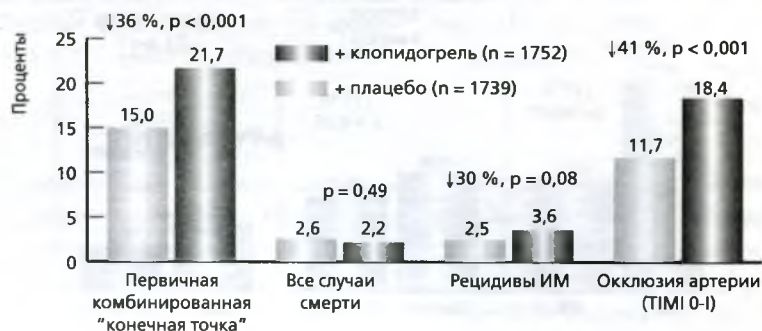 ↓36 %, p < 0,001
Проценты
25
20
15
10
5
0
15,0
21,7
+ клопидогрель (n = 1752)
+ плацебо (n = 1739)
p = 0,49
2,6
2,2
↓30 %, p = 0,08
2,5
3,6
↓41 %, p < 0,001
11,7
18,4
Первичная
комбинированная
"конечная точка"
Все случаи
смерти
Рецидивы ИМ
Окклюзия артерии
(TIMI 0-I)